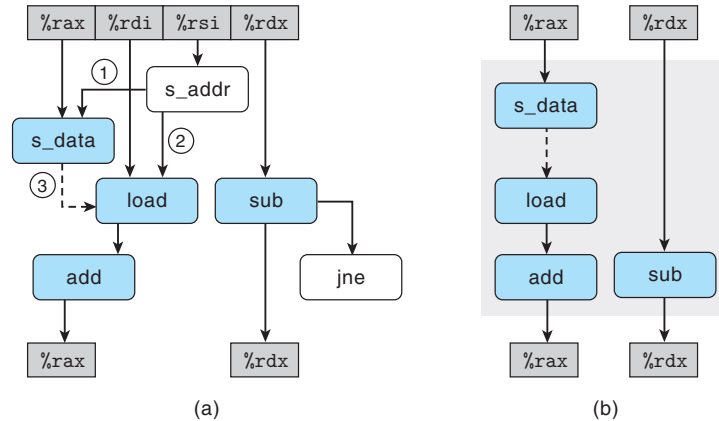 %rax %rdi %rsi %rdx
%rax %rdx
1
s_addr
s_data
s_data
2
3
load
sub
load
add
jne
add
sub
%rax
%rdx
%rax
%rdx
(a)
(b)